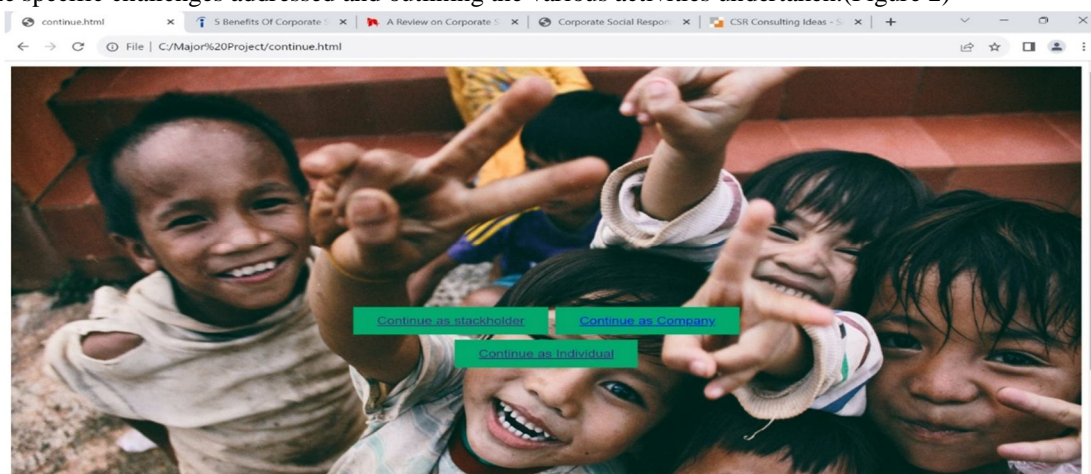 specific challenges addressed and outlining the various activities undertaken.(Figure 2)
continue.html
5 Benefits Of Corporate S
A Review on Corporate S
Corporate Social Respons
CSR Consulting Ideas - S
File | C:/Major%20Project/continue.html
Continue as stackholder
Continue as Company
Continue as Individual